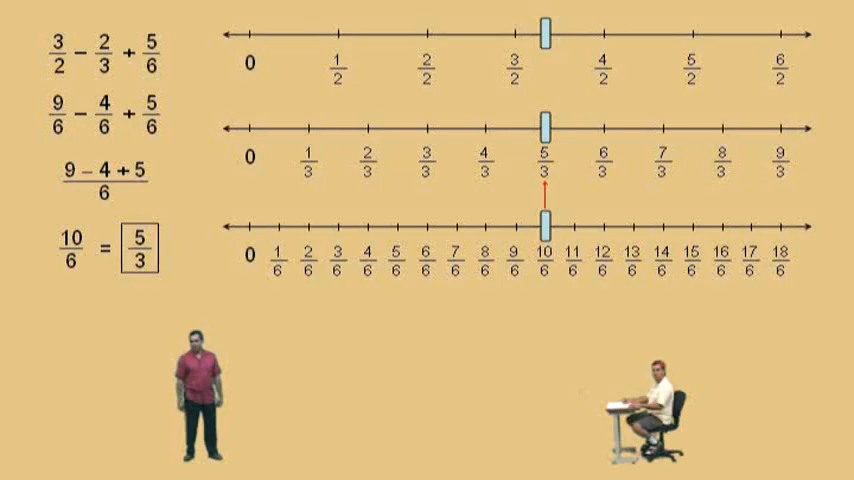 3/2 – 2/3 + 5/6
9/6 – 4/6 + 5/6
(9 – 4 + 5)/6
10/6 = 5/3
0 1/2 2/2 3/2 4/2 5/2 6/2
0 1/3 2/3 3/3 4/3 5/3 6/3 7/3 8/3 9/3
0 1/6 2/6 3/6 4/6 5/6 6/6 7/6 8/6 9/6 10/6 11/6 12/6 13/6 14/6 15/6 16/6 17/6 18/6